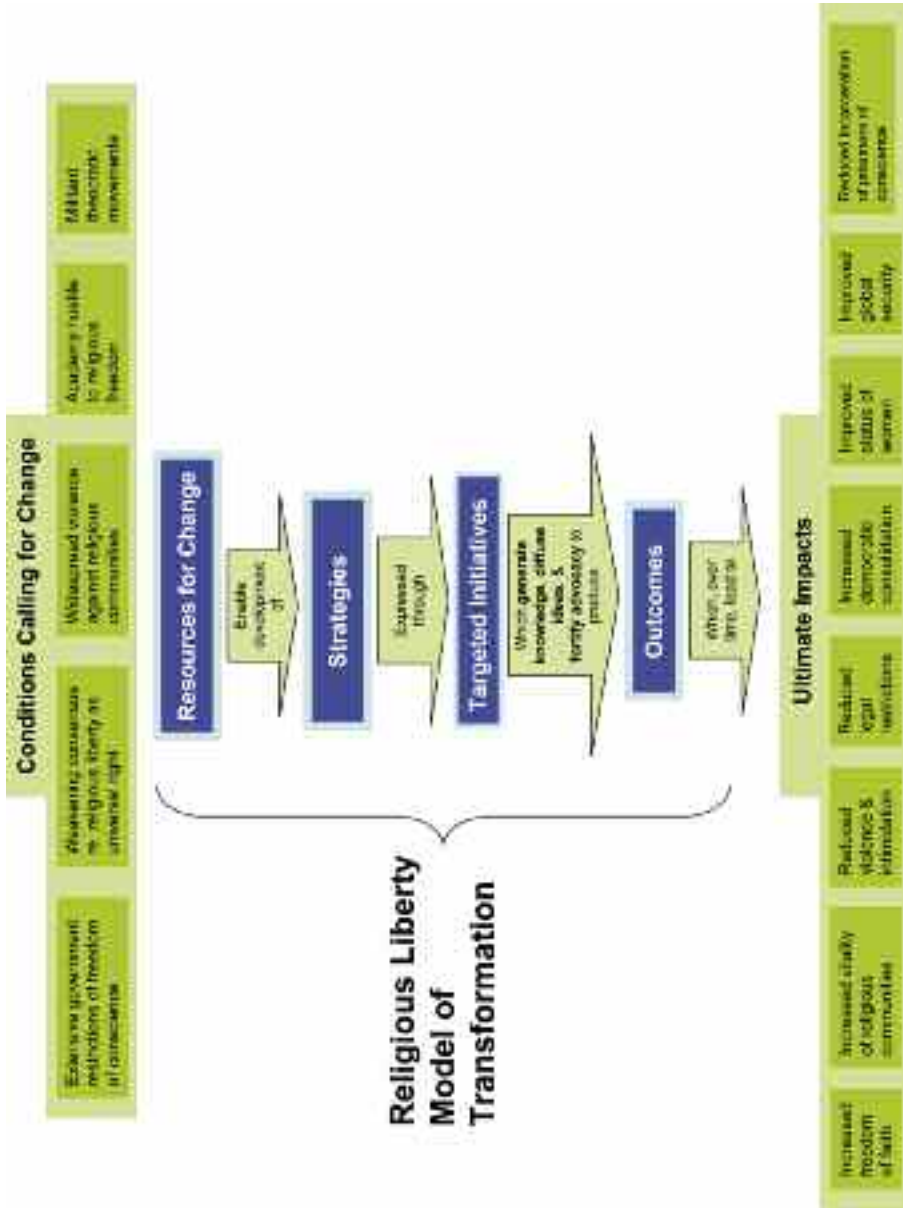 Conditions Calling for Change
government
restrictions of freedom
of conscience
consensus
re. religious liberty as
universal right
Widespread violence
against religious
communities
Academy hostile
to religious
freedom
Militant
theocratic
movements
Religious Liberty
Model of
Transformation
Resources for Change
Enable
development
of
Strategies
Expressed
through
Targeted Initiatives
Which generate
knowledge, diffuse
ideas, &
fortify advocacy to
produce
Outcomes
Which, over
time, lead to
Ultimate Impacts
Increased
freedom
of faith
Increased vitality
of religious
communities
Reduced
violence &
intimidation
Reduced
legal
restrictions
Increased
democratic
consolidation
Improved
status of
women
Improved
global
security
Reduced incarceration
of prisoners of
conscience